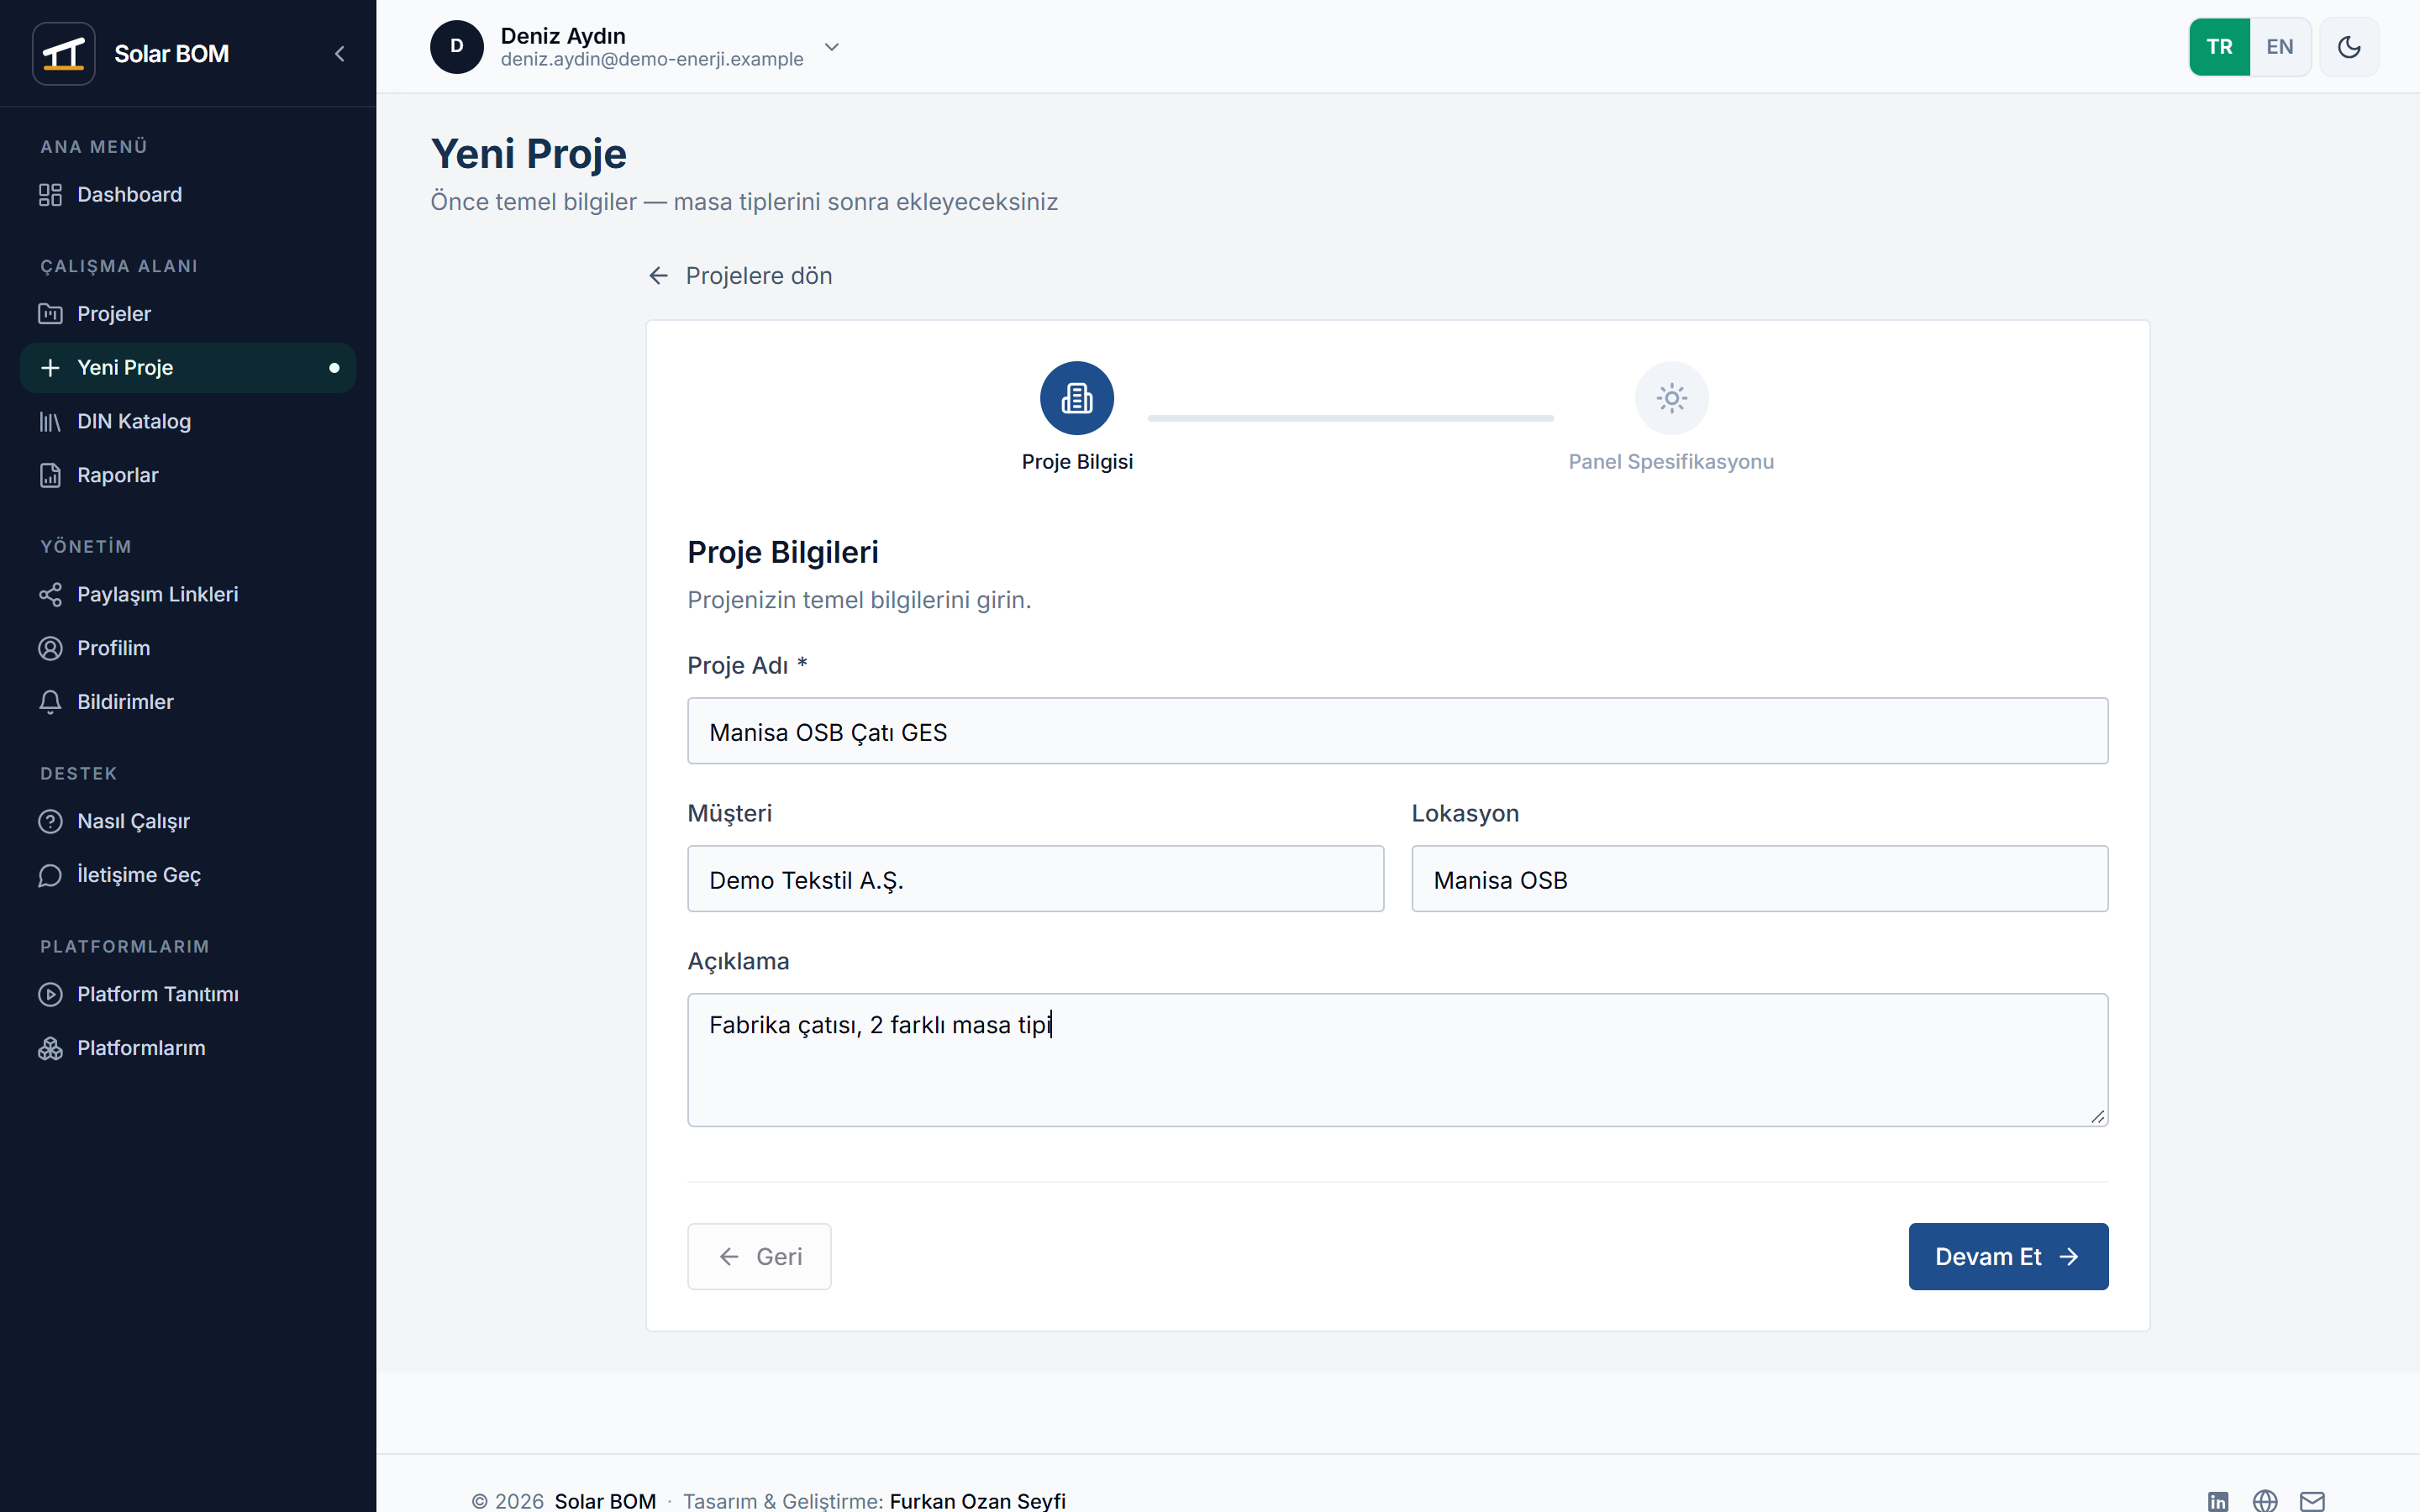 Solar BOM
ANA MENÜ
Dashboard
ÇALIŞMA ALANI
Projeler
Yeni Proje
DIN Katalog
Raporlar
YÖNETİM
Paylaşım Linkleri
Profilim
Bildirimler
DESTEK
Nasıl Çalışır
İletişime Geç
PLATFORMLARIM
Platform Tanıtımı
Platformlarım
D
Deniz Aydın
deniz.aydin@demo-enerji.example
TR EN
Yeni Proje
Önce temel bilgiler — masa tiplerini sonra ekleyeceksiniz
Projelere dön
Proje Bilgisi
Panel Spesifikasyonu
Proje Bilgileri
Projenizin temel bilgilerini girin.
Proje Adı *
Manisa OSB Çatı GES
Müşteri
Demo Tekstil A.Ş.
Lokasyon
Manisa OSB
Açıklama
Fabrika çatısı, 2 farklı masa tipi
Geri
Devam Et
© 2026 Solar BOM · Tasarım & Geliştirme: Furkan Ozan Seyfi
in